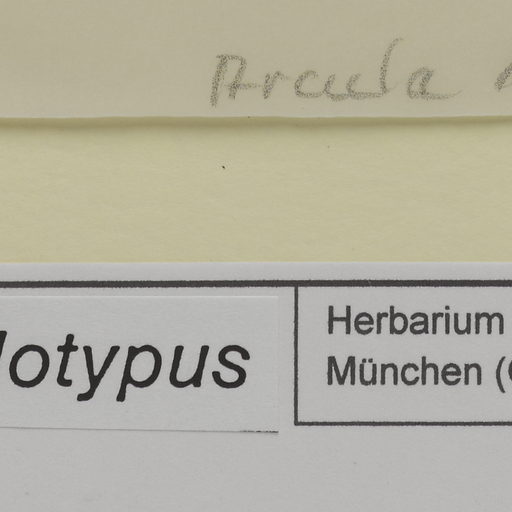 Arcula
lotypus
Herbarium
München (